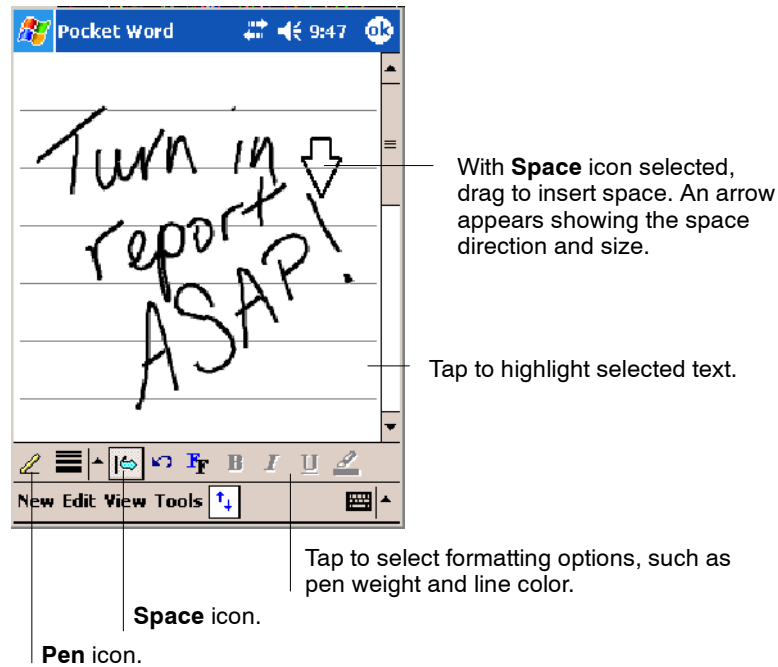 Pocket Word 9:47 ok
Turn in
report
ASAP!
With Space icon selected,
drag to insert space. An arrow
appears showing the space
direction and size.
Tap to highlight selected text.
FF B I U
New Edit View Tools
Tap to select formatting options, such as
pen weight and line color.
Space icon.
Pen icon.